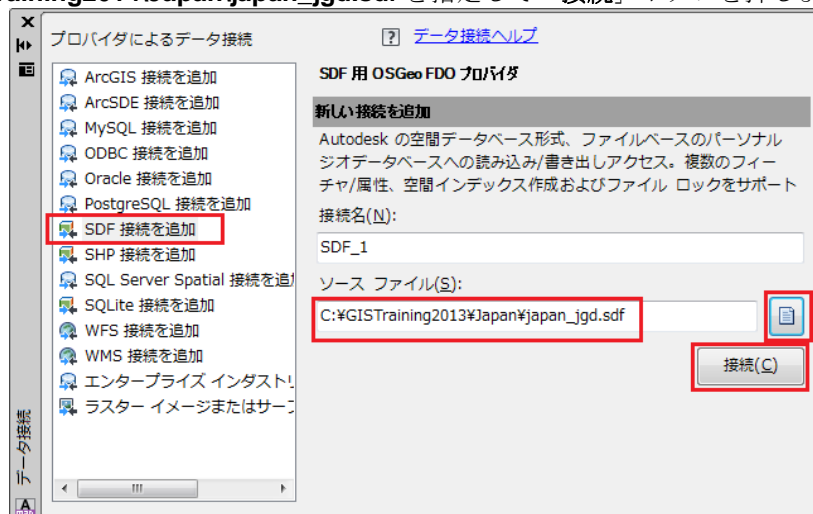 プロバイダによるデータ接続
データ接続ヘルプ
ArcGIS 接続を追加
ArcSDE 接続を追加
MySQL 接続を追加
ODBC 接続を追加
Oracle 接続を追加
PostgreSQL 接続を追加
SDF 接続を追加
SHP 接続を追加
SQL Server Spatial 接続を追
SQLite 接続を追加
WFS 接続を追加
WMS 接続を追加
エンタープライズ インダストリ
ラスター イメージまたはサー
SDF 用 OSGeo FDO プロバイダ
新しい接続を追加
Autodesk の空間データベース形式、ファイルベースのパーソナル
ジオデータベースへの読み込み/書き出しアクセス。複数のフィー
チャ/属性、空間インデックス作成およびファイル ロックをサポート
接続名(N):
SDF_1
ソース ファイル(S):
C:¥GISTraining2013¥Japan¥japan_jgd.sdf
接続(C)
データ接続